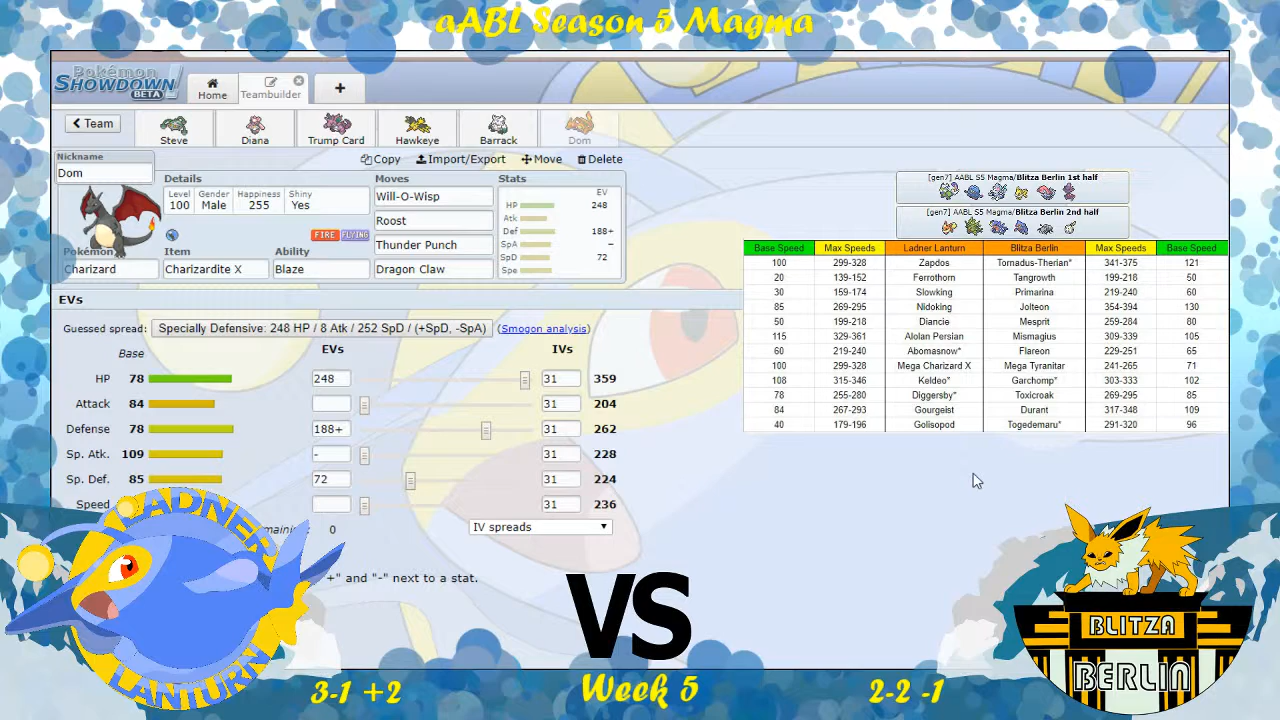 aABL Season 5 Magma
Pokémon
SHOWDOWN
BETA
Home
Teambuilder
+
< Team
Steve
Diana
Trump Card
Hawkeye
Barrack
Dom
Nickname
Dom
Copy Import/Export Move Delete
Details
Level Gender Happiness Shiny
100 Male 255 Yes
FIRE FLYING
Pokémon Item Ability
Charizard Charizardite X Blaze
Moves
Will-O-Wisp
Roost
Thunder Punch
Dragon Claw
Stats
EV
HP 248
Atk
Def 188+
SpA –
SpD 72
Spe
[gen7] AABL S5 Magma/Blitza Berlin 1st half
[gen7] AABL S5 Magma/Blitza Berlin 2nd half
Base Speed Max Speeds Ladner Lanturn Blitza Berlin Max Speeds Base Speed
100 299-328 Zapdos Tornadus-Therian* 341-375 121
20 139-152 Ferrothorn Tangrowth 199-218 50
30 159-174 Slowking Primarina 219-240 60
85 269-295 Nidoking Jolteon 354-394 130
50 199-218 Diancie Mesprit 259-284 80
115 329-361 Alolan Persian Mismagius 309-339 105
60 219-240 Abomasnow* Flareon 229-251 65
100 299-328 Mega Charizard X Mega Tyranitar 241-265 71
108 315-346 Keldeo* Garchomp* 303-333 102
78 255-280 Diggersby* Toxicroak 269-295 85
84 267-293 Gourgeist Durant 317-348 109
40 179-196 Golisopod Togedemaru* 291-320 96
EVs
Guessed spread: Specially Defensive: 248 HP / 8 Atk / 252 SpD / (+SpD, -SpA) (Smogon analysis)
Base EVs IVs
HP 78 248 31 359
Attack 84 31 204
Defense 78 188+ 31 262
Sp. Atk. 109 - 31 228
Sp. Def. 85 72 31 224
Speed 31 236
0
IV spreads
+" and "-" next to a stat.
LADNER
LANTURN
VS
BLITZA
BERLIN
3-1 +2
Week 5
2-2 -1